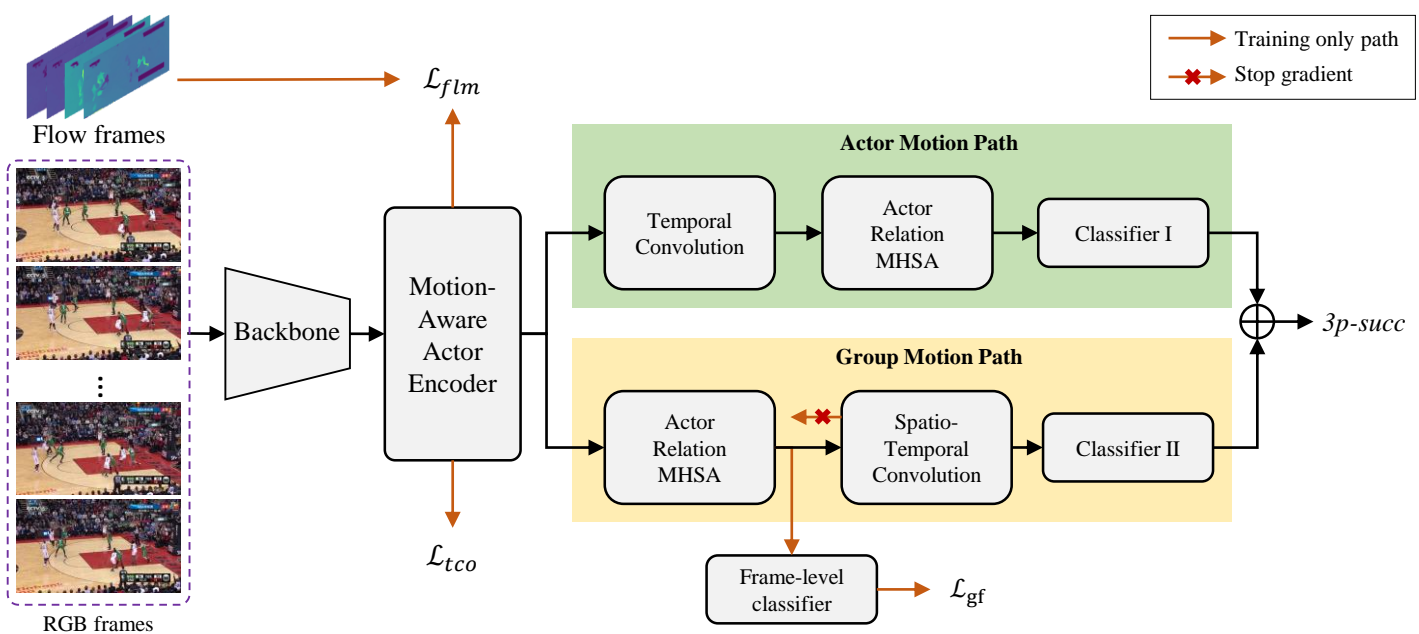 Flow frames
ℒ_flm
Training only path
Stop gradient
RGB frames
Backbone
Motion-
Aware
Actor
Encoder
ℒ_tco
Actor Motion Path
Temporal
Convolution
Actor
Relation
MHSA
Classifier I
Group Motion Path
Actor
Relation
MHSA
Spatio-
Temporal
Convolution
Classifier II
3p-succ
Frame-level
classifier
ℒ_gf